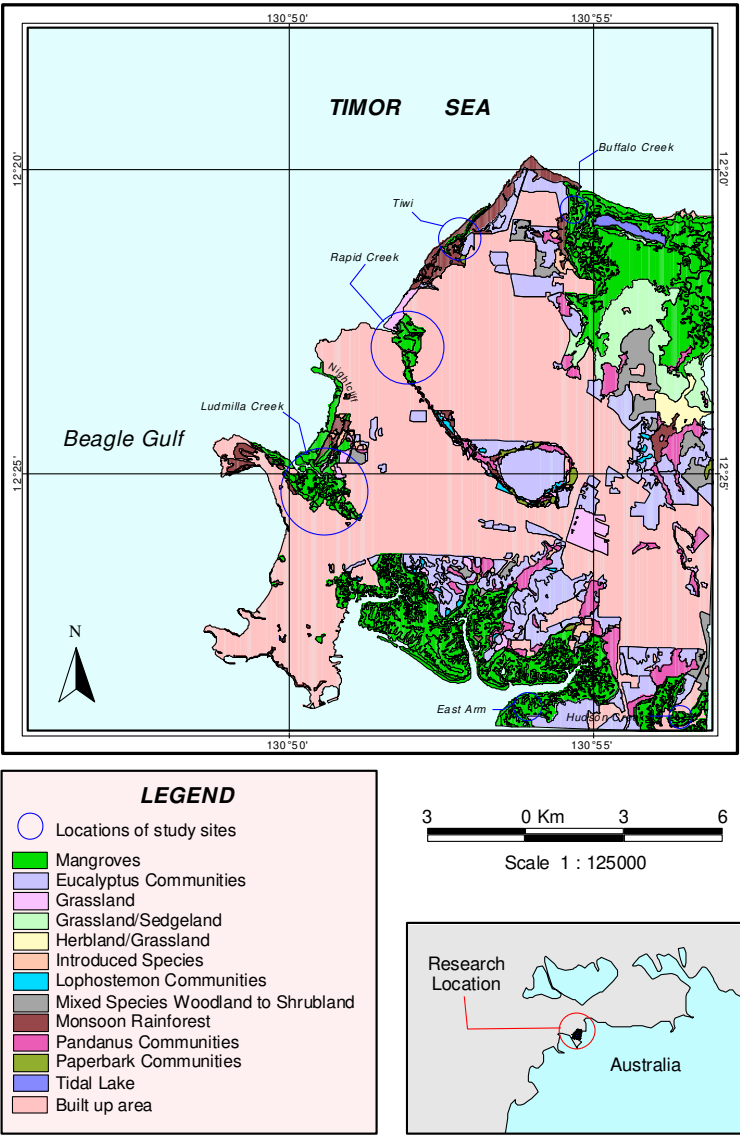 130°50'
130°55'
TIMOR SEA
Buffalo Creek
12°20'
12°20'
Tiwi
Rapid Creek
Nightcliff
Ludmilla Creek
Beagle Gulf
12°25'
12°25'
N
East Arm
Hudson Creek
130°50'
130°55'
LEGEND
Locations of study sites
Mangroves
Eucalyptus Communities
Grassland
Grassland/Sedgeland
Herbland/Grassland
Introduced Species
Lophostemon Communities
Mixed Species Woodland to Shrubland
Monsoon Rainforest
Pandanus Communities
Paperbark Communities
Tidal Lake
Built up area
3 0 Km 3 6
Scale 1 : 125000
Research
Location
Australia